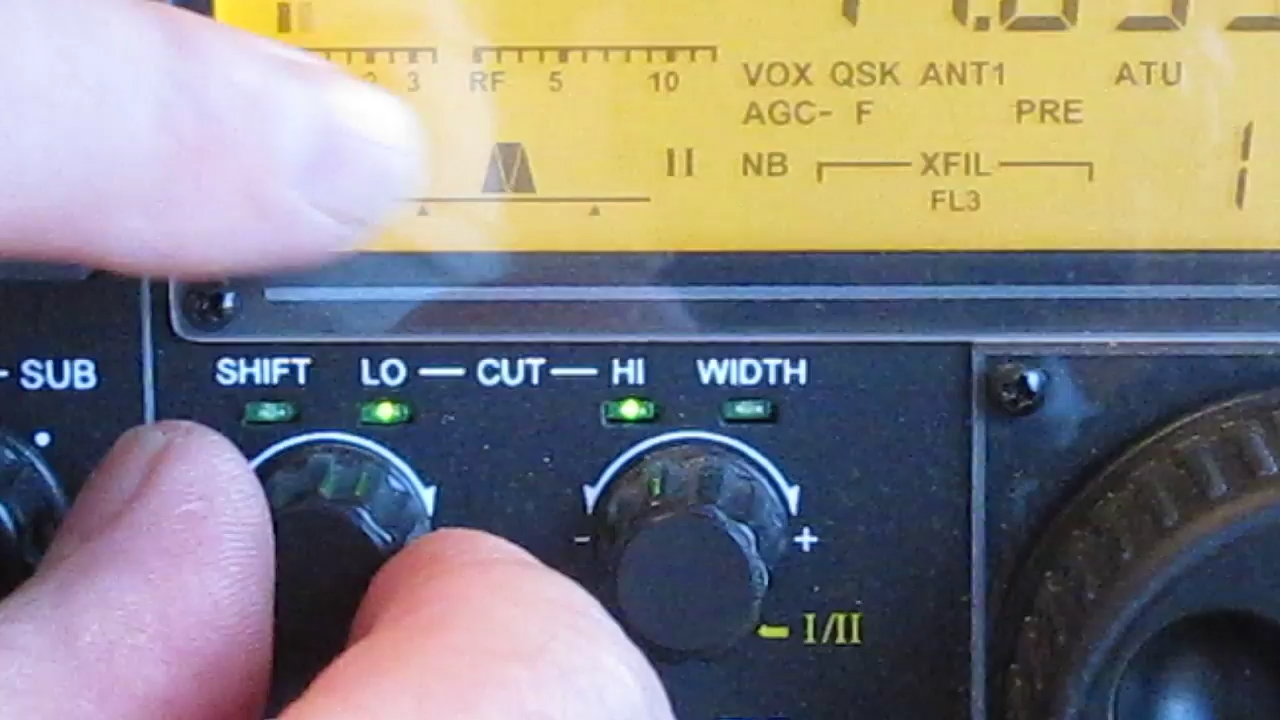 2 3 RF 5 10
VOX QSK ANT1 ATU
AGC- F PRE
II NB XFIL
FL3
- SUB
SHIFT LO — CUT — HI WIDTH
- +
I/II